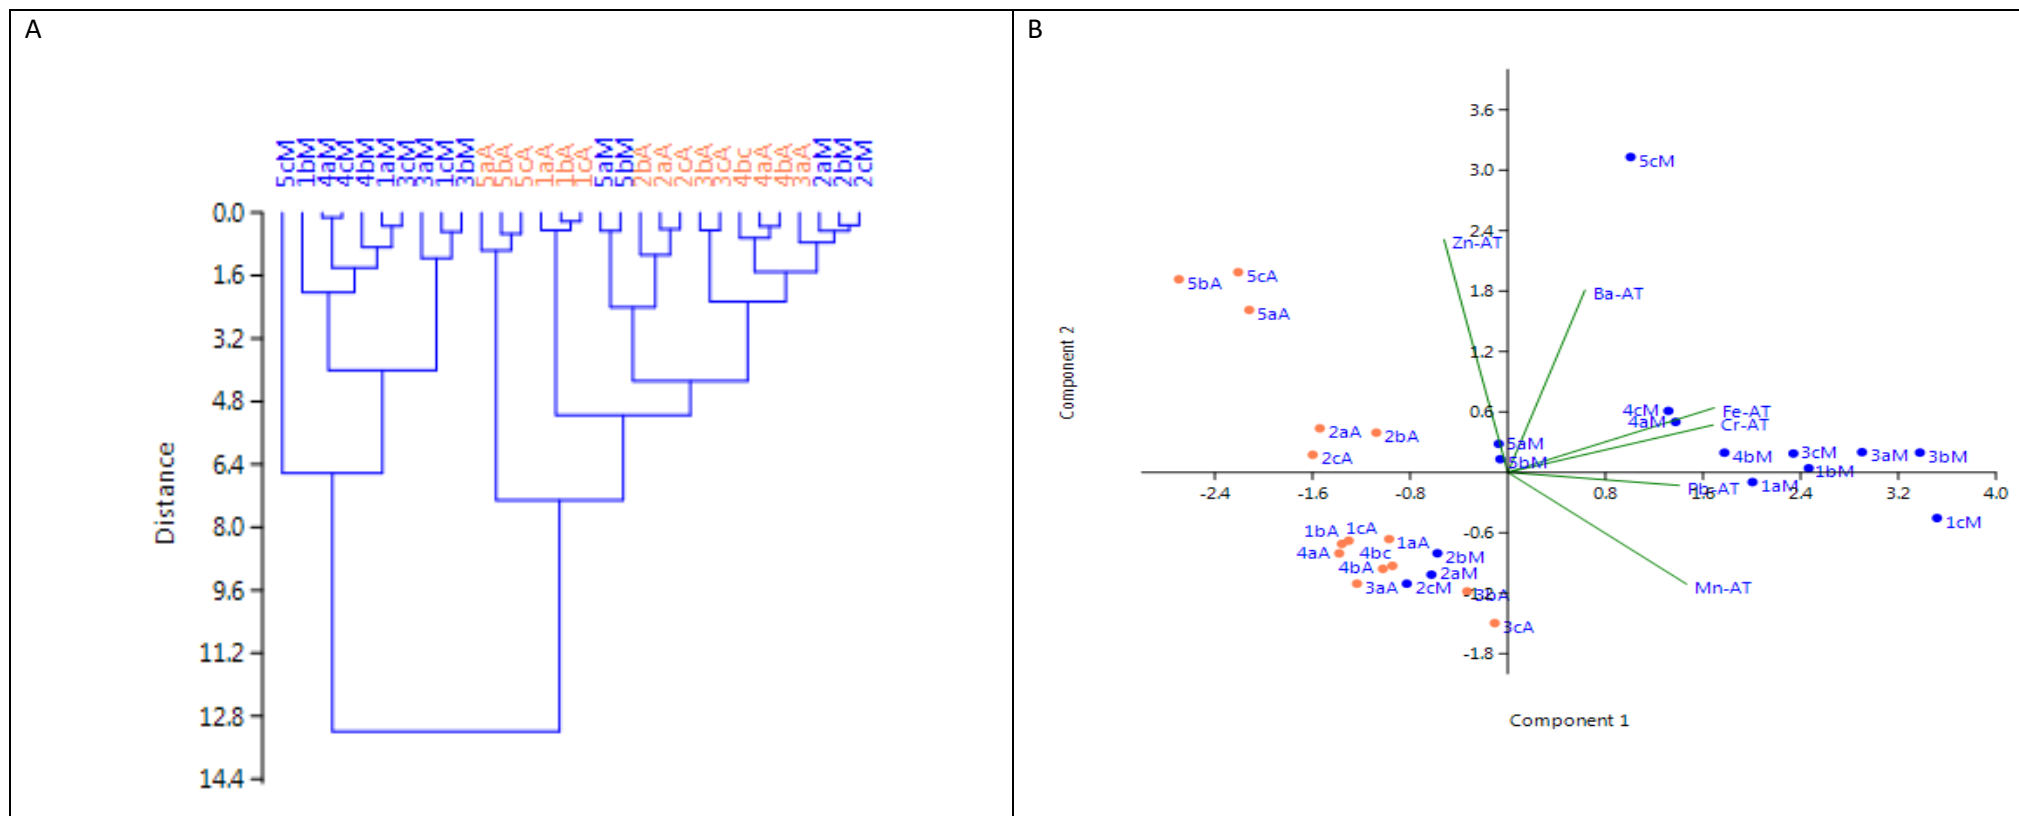 A
5cM 1bM 4aM 4cM 4bM 1aM 3cM 3aM 1cM 3bM 5aA 5bA 5cA 1aA 1bA 1cA 5aM 5bM 2bA 2aA 2cA 3bA 3cA 4bc 4aA 4bA 3aA 2aM 2bM 2cM
0.0
1.6
3.2
4.8
6.4
8.0
9.6
11.2
12.8
14.4
Distance
B
3.6
5cM
3.0
2.4
Zn-AT
5cA
5bA
1.8
Ba-AT
5aA
1.2
Component 2
0.6
4cM
Fe-AT
4aM
Cr-AT
2aA
2bA
5aM
2cA
5bM
4bM
3cM
3aM
3bM
1bM
-2.4
-1.6
-0.8
0.8
1.6
2.4
3.2
4.0
Pb-AT
1aM
1cM
-0.6
1bA
1cA
1aA
4aA
4bc
2bM
4bA
2aM
3aA
2cM
-1.2
3bA
Mn-AT
3cA
-1.8
Component 1